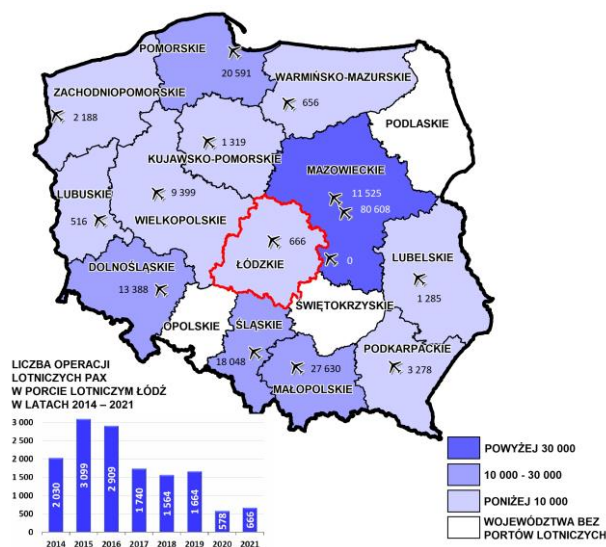 POMORSKIE
20 591
WARMIŃSKO-MAZURSKIE
656
ZACHODNIOPOMORSKIE
2 188
PODLASKIE
1 319
KUJAWSKO-POMORSKIE
MAZOWIECKIE
11 525
80 608
LUBUSKIE
516
9 399
WIELKOPOLSKIE
666
ŁÓDZKIE
0
LUBELSKIE
1 285
DOLNOŚLĄSKIE
13 388
OPOLSKIE
ŚLĄSKIE
18 048
ŚWIĘTOKRZYSKIE
27 630
MAŁOPOLSKIE
PODKARPACKIE
3 278
LICZBA OPERACJI
LOTNICZYCH PAX
W PORCIE LOTNICZYM ŁÓDŹ
W LATACH 2014 – 2021
3 000
2 500
2 000
1 500
1 000
500
0
2 030
3 099
2 909
1 740
1 564
1 664
578
666
2014 2015 2016 2017 2018 2019 2020 2021
POWYŻEJ 30 000
10 000 - 30 000
PONIŻEJ 10 000
WOJEWÓDZTWA BEZ
PORTÓW LOTNICZYCH